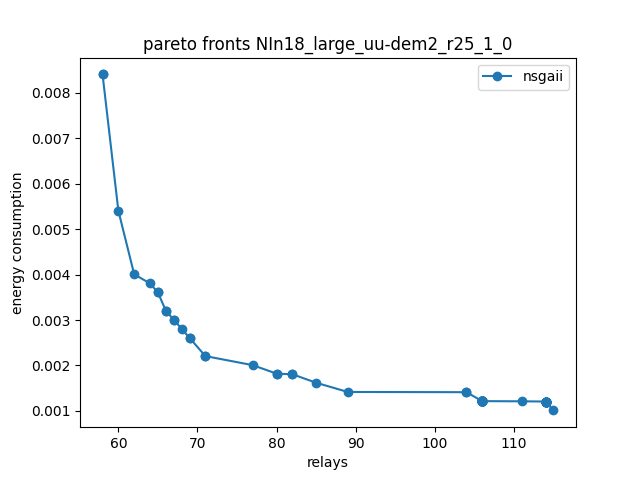 pareto fronts NIn18_large_uu-dem2_r25_1_0
nsgaii
0.008
0.007
0.006
0.005
0.004
0.003
0.002
0.001
energy consumption
60 70 80 90 100 110
relays